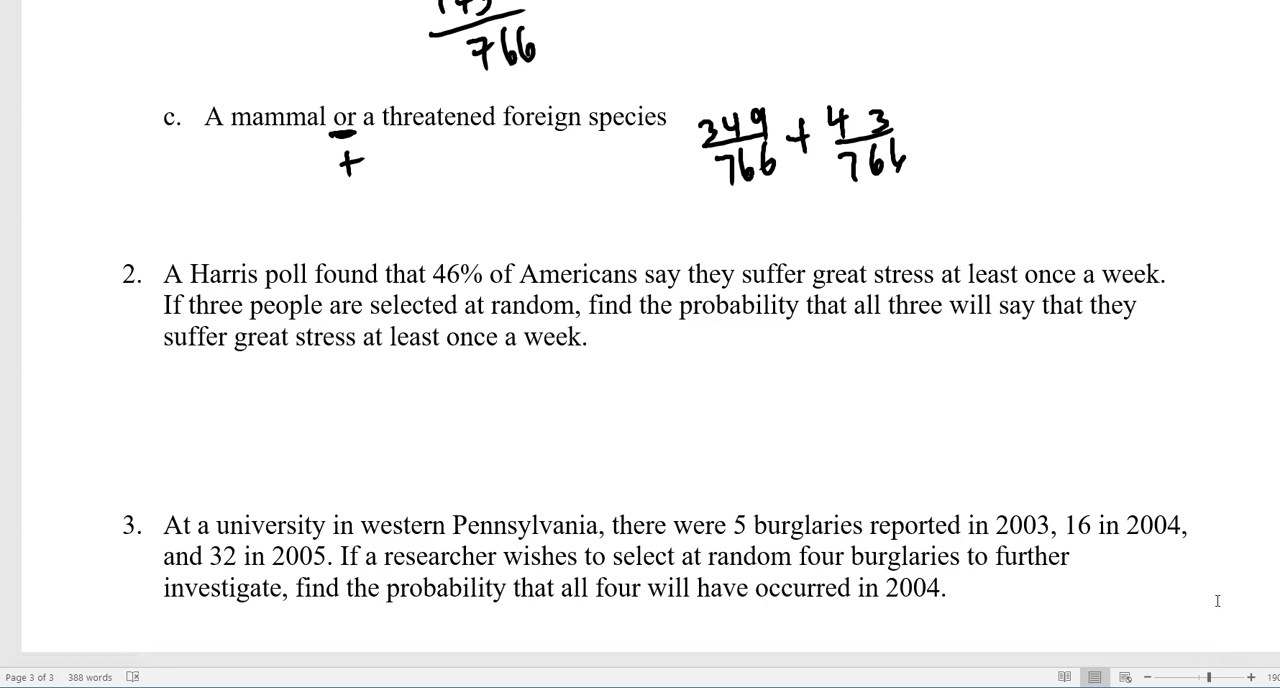 766
c. A mammal or a threatened foreign species
349/766 + 43/766
+
2. A Harris poll found that 46% of Americans say they suffer great stress at least once a week.
If three people are selected at random, find the probability that all three will say that they
suffer great stress at least once a week.
3. At a university in western Pennsylvania, there were 5 burglaries reported in 2003, 16 in 2004,
and 32 in 2005. If a researcher wishes to select at random four burglaries to further
investigate, find the probability that all four will have occurred in 2004.
Page 3 of 3 388 words
− + 190